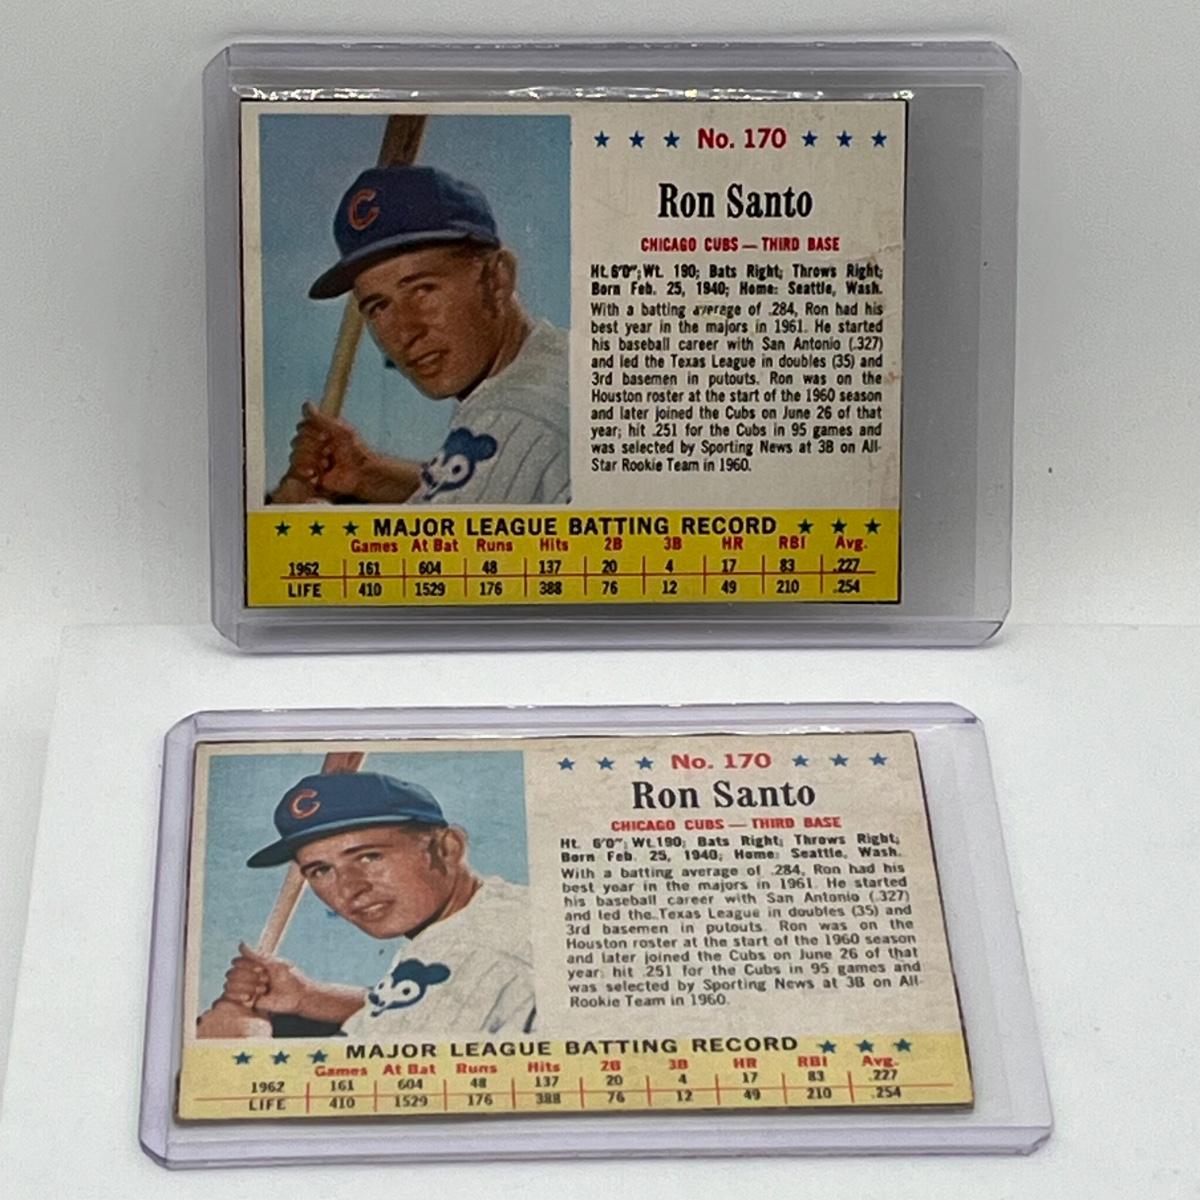 C
★ ★ ★ No. 170 ★ ★ ★
Ron Santo
CHICAGO CUBS — THIRD BASE
Ht. 6'0"; Wt. 190; Bats Right; Throws Right;
Born Feb. 25, 1940; Home: Seattle, Wash.
With a batting average of .284, Ron had his
best year in the majors in 1961. He started
his baseball career with San Antonio (.327)
and led the Texas League in doubles (35) and
3rd basemen in putouts. Ron was on the
Houston roster at the start of the 1960 season
and later joined the Cubs on June 26 of that
year; hit .251 for the Cubs in 95 games and
was selected by Sporting News at 3B on All-
Star Rookie Team in 1960.
★ ★ ★ MAJOR LEAGUE BATTING RECORD ★ ★ ★
Games At Bat Runs Hits 2B 3B HR RBI Avg.
1962 161 604 48 137 20 4 17 83 .227
LIFE 410 1529 176 388 76 12 49 210 .254
C
★ ★ ★ No. 170 ★ ★ ★
Ron Santo
CHICAGO CUBS — THIRD BASE
Ht. 6'0"; Wt. 190; Bats Right; Throws Right;
Born Feb. 25, 1940; Home: Seattle, Wash.
With a batting average of .284, Ron had his
best year in the majors in 1961. He started
his baseball career with San Antonio (.327)
and led the Texas League in doubles (35) and
3rd basemen in putouts. Ron was on the
Houston roster at the start of the 1960 season
and later joined the Cubs on June 26 of that
year; hit .251 for the Cubs in 95 games and
was selected by Sporting News at 3B on All-
Rookie Team in 1960.
★ ★ ★ MAJOR LEAGUE BATTING RECORD ★ ★ ★
Games At Bat Runs Hits 2B 3B HR RBI Avg.
1962 161 604 48 137 20 4 17 83 .227
LIFE 410 1529 176 388 76 12 49 210 .254